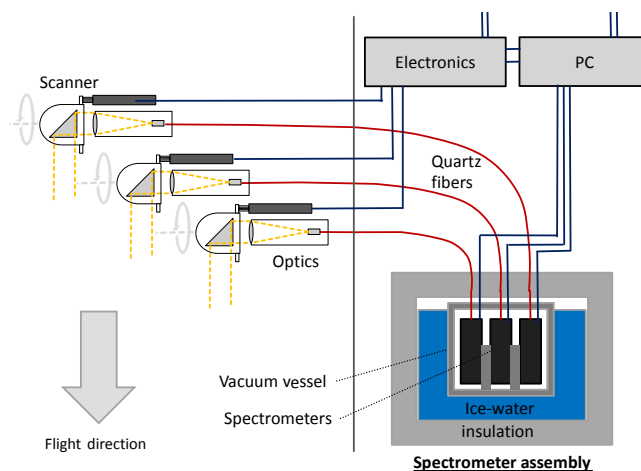 Electronics
PC
Scanner
Quartz
fibers
Optics
Vacuum vessel
Spectrometers
Ice-water
insulation
Flight direction
Spectrometer assembly